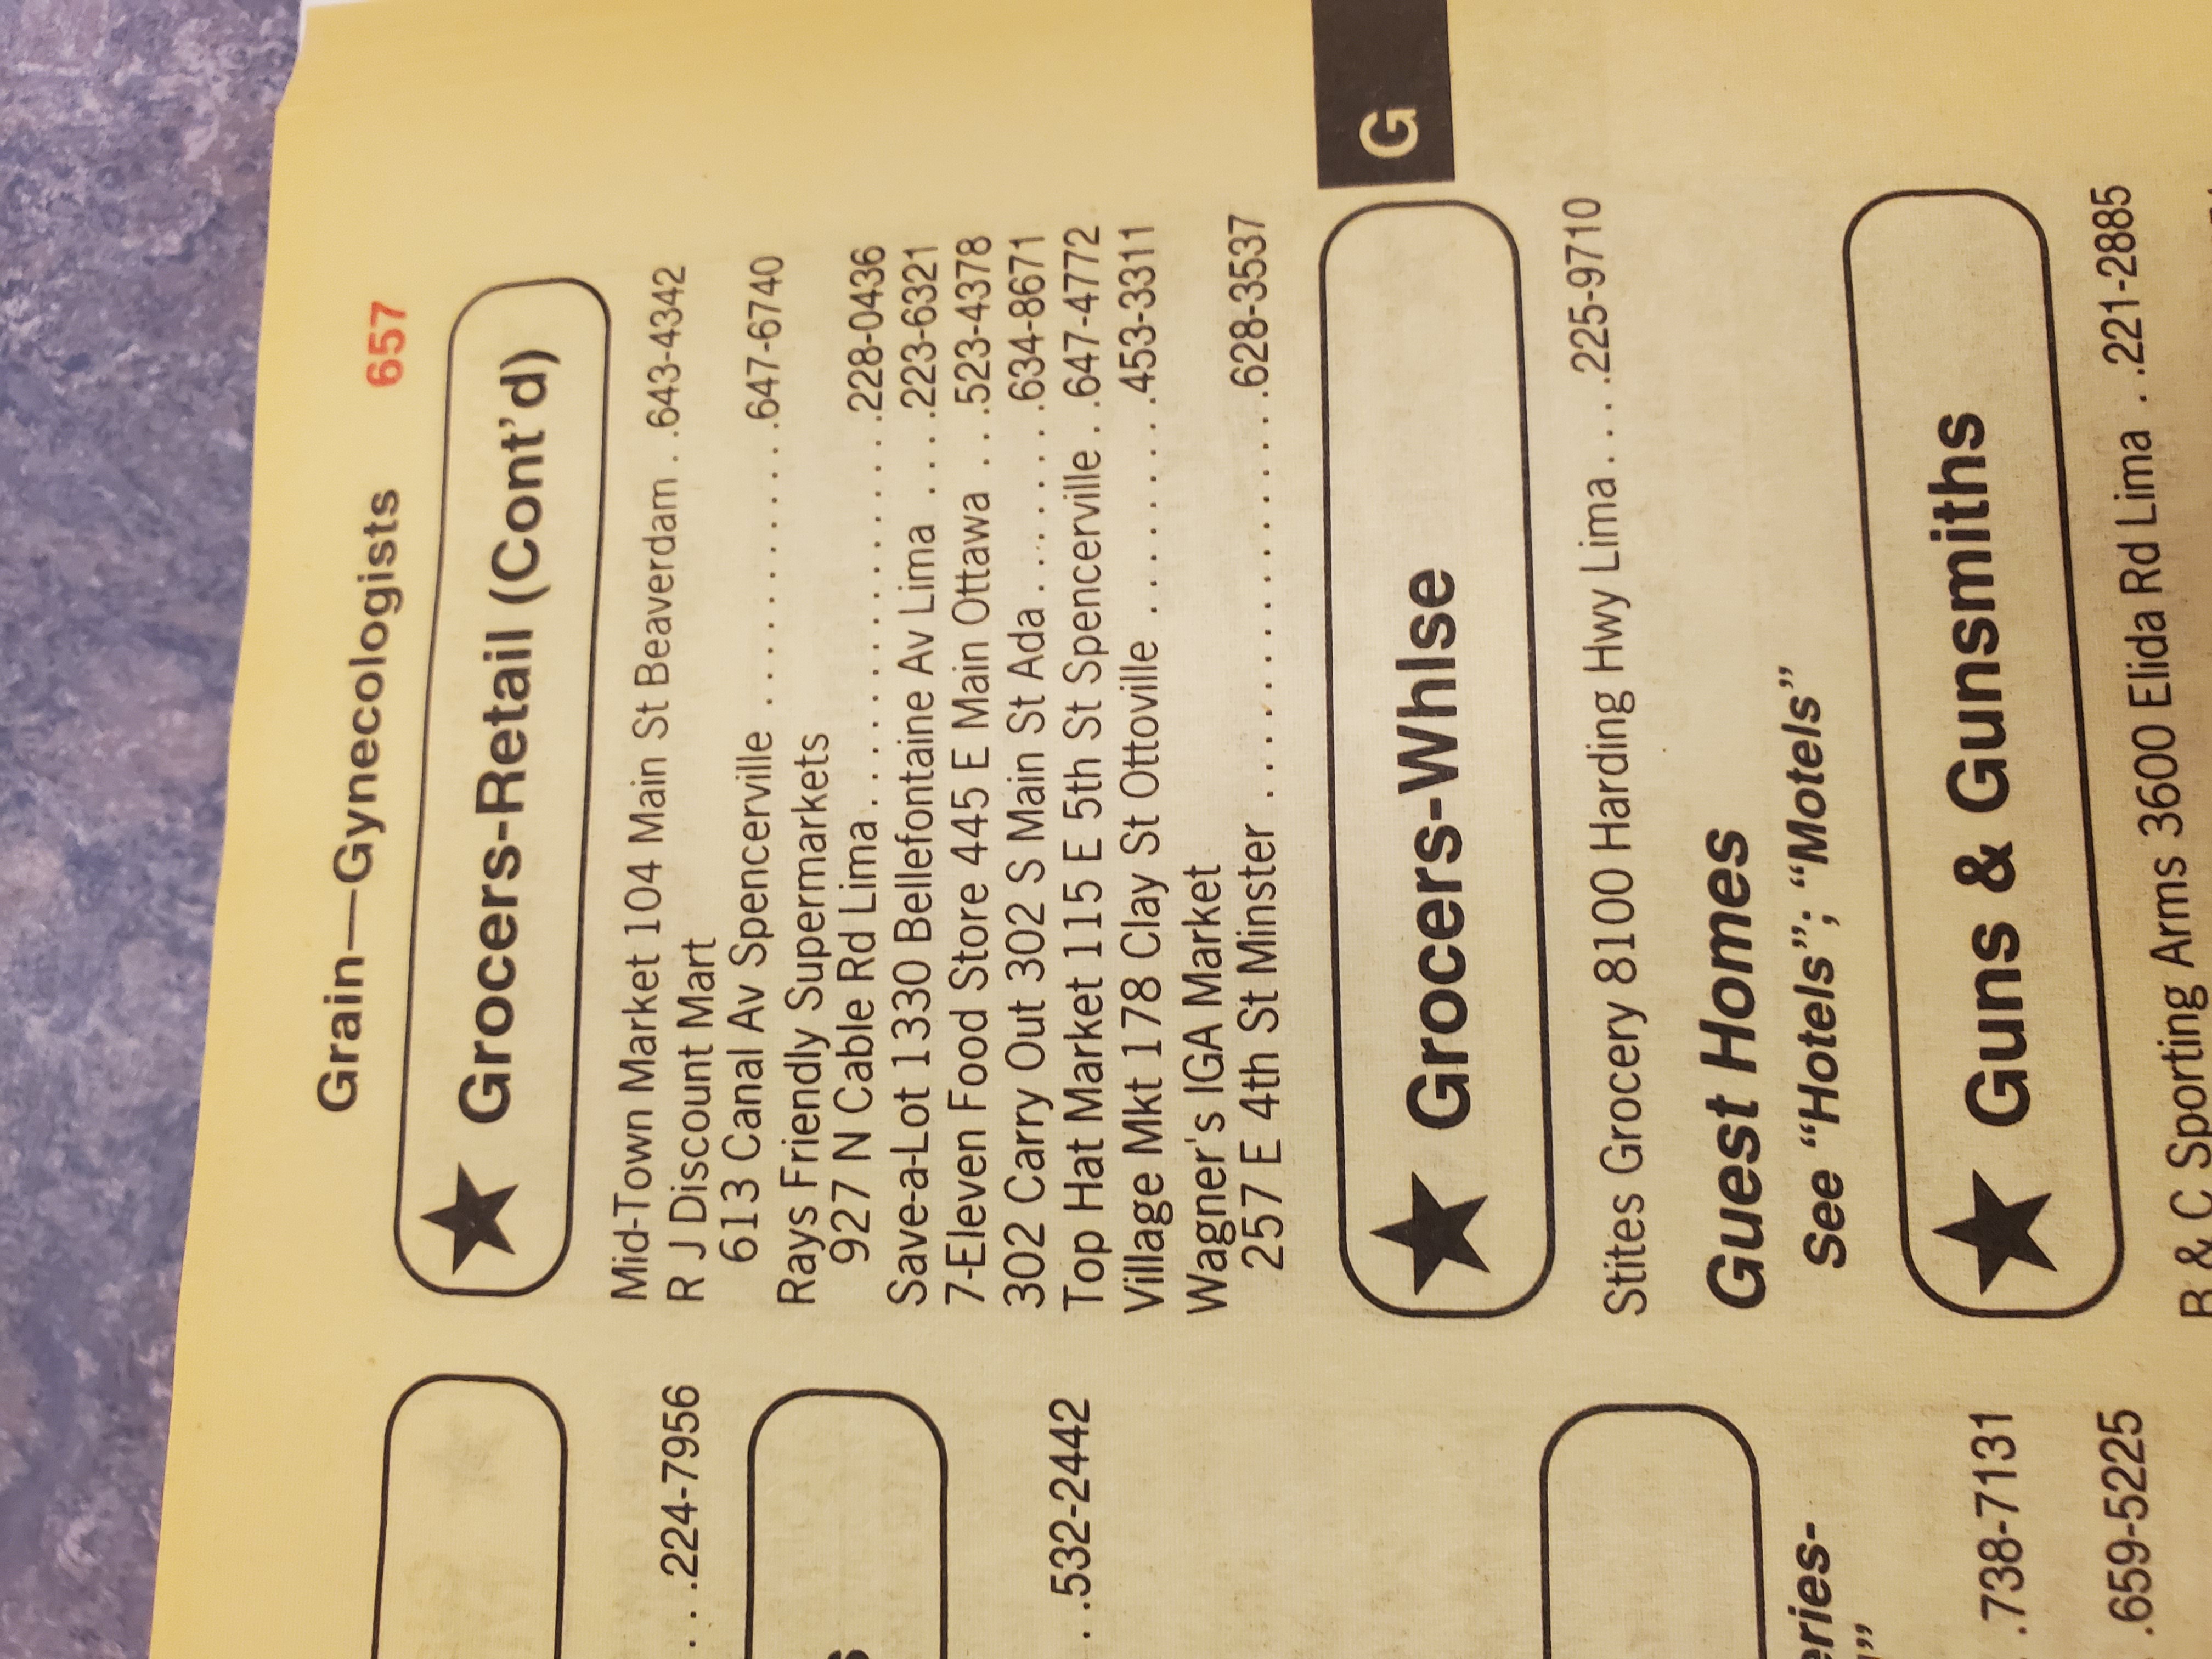 Grain—Gynecologists 657
. . .224-7956
. .532-2442
eries-
.738-7131
.659-5225
★ Grocers-Retail (Cont'd)
Mid-Town Market 104 Main St Beaverdam . .643-4342
R J Discount Mart
613 Canal Av Spencerville . . . . . . . . . . .647-6740
Rays Friendly Supermarkets
927 N Cable Rd Lima. . . . . . . . . . . . . . .228-0436
Save-a-Lot 1330 Bellefontaine Av Lima . . . .223-6321
7-Eleven Food Store 445 E Main Ottawa . . .523-4378
302 Carry Out 302 S Main St Ada . . . . . . .634-8671
Top Hat Market 115 E 5th St Spencerville . .647-4772
Village Mkt 178 Clay St Ottoville . . . . . . . . .453-3311
Wagner's IGA Market
257 E 4th St Minster . . . . . . . . . . . . . . .628-3537
G
★ Grocers-Whlse
Stites Grocery 8100 Harding Hwy Lima . . . .225-9710
Guest Homes
See “Hotels”; “Motels”
★ Guns & Gunsmiths
B & C Sporting Arms 3600 Elida Rd Lima . .221-2885